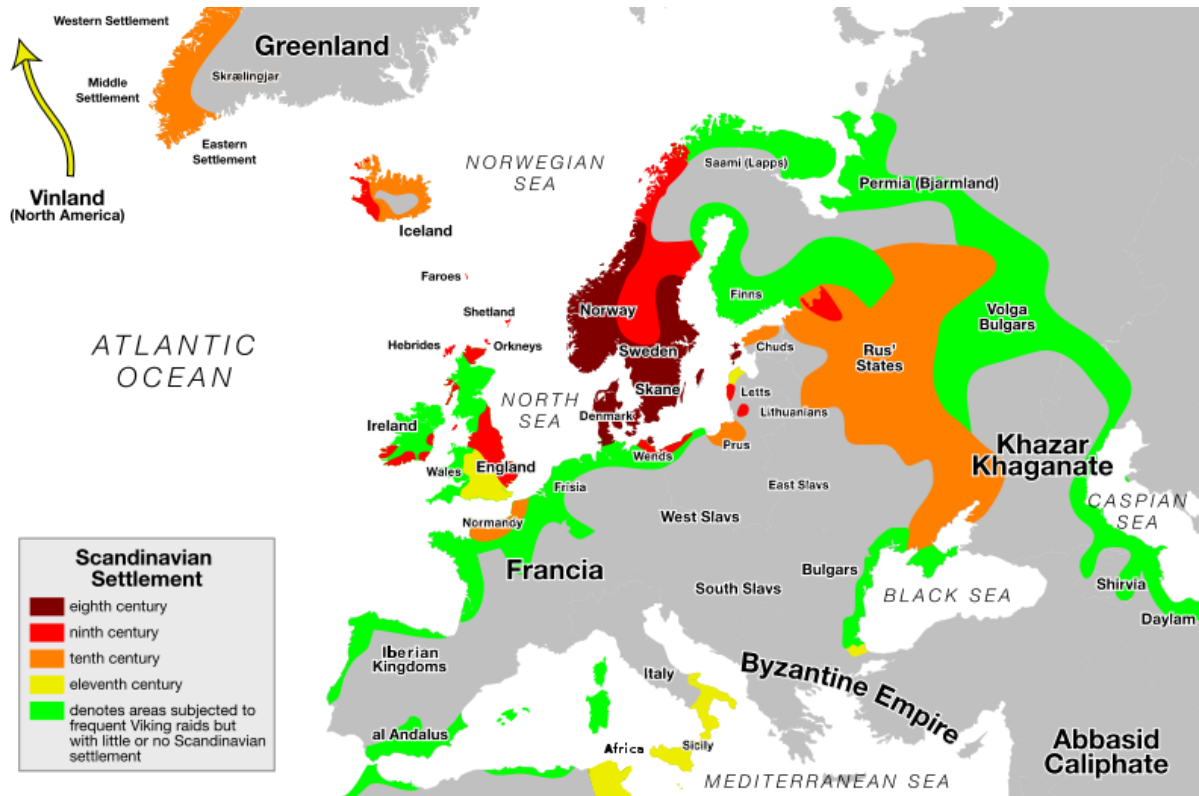 Western Settlement
Greenland
Skrælingjar
Middle
Settlement
Eastern
Settlement
Vinland
(North America)
NORWEGIAN
SEA
Saami (Lapps)
Permia (Bjarmland)
Iceland
Faroes
Shetland
Hebrides
Orkneys
ATLANTIC
OCEAN
NORTH
SEA
Norway
Sweden
Skane
Denmark
Finns
Chuds
Letts
Lithuanians
Prus
Wends
Rus'
States
Volga
Bulgars
Khazar
Khaganate
CASPIAN
SEA
Ireland
Wales
ENGLAND
Frisia
Normandy
East Slavs
West Slavs
South Slavs
Francia
Bulgars
BLACK SEA
Shirvia
Daylam
Iberian
Kingdoms
al Andalus
Italy
Sicily
Africa
Byzantine Empire
Abbasid
Caliphate
MEDITERRANEAN SEA
Scandinavian
Settlement
eighth century
ninth century
tenth century
eleventh century
denotes areas subjected to
frequent Viking raids but
with little or no Scandinavian
settlement